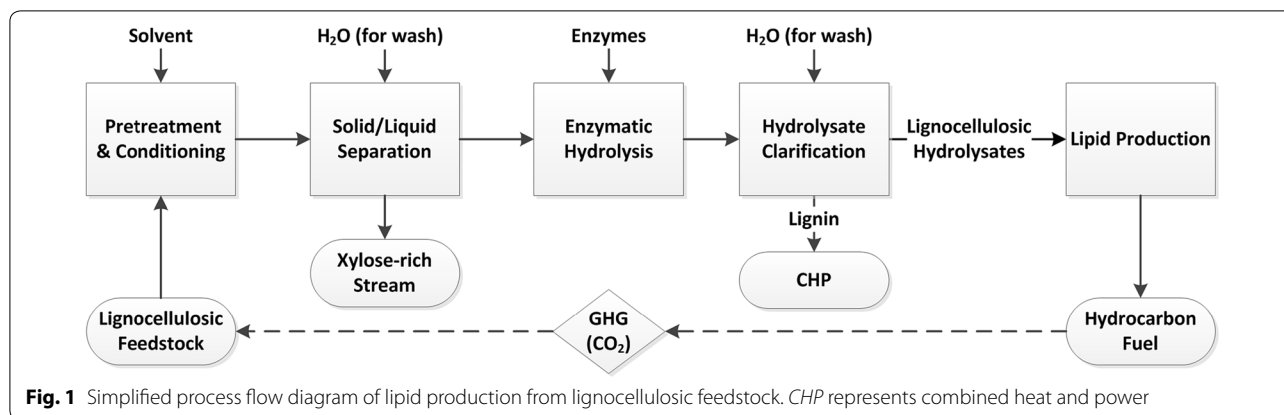 Solvent
H₂O (for wash)
Enzymes
H₂O (for wash)
Pretreatment
& Conditioning
Solid/Liquid
Separation
Enzymatic
Hydrolysis
Hydrolysate
Clarification
Lignocellulosic
Hydrolysates
Lipid Production
Lignin
Xylose-rich
Stream
CHP
Lignocellulosic
Feedstock
GHG
(CO₂)
Hydrocarbon
Fuel
Fig. 1 Simplified process flow diagram of lipid production from lignocellulosic feedstock. CHP represents combined heat and power